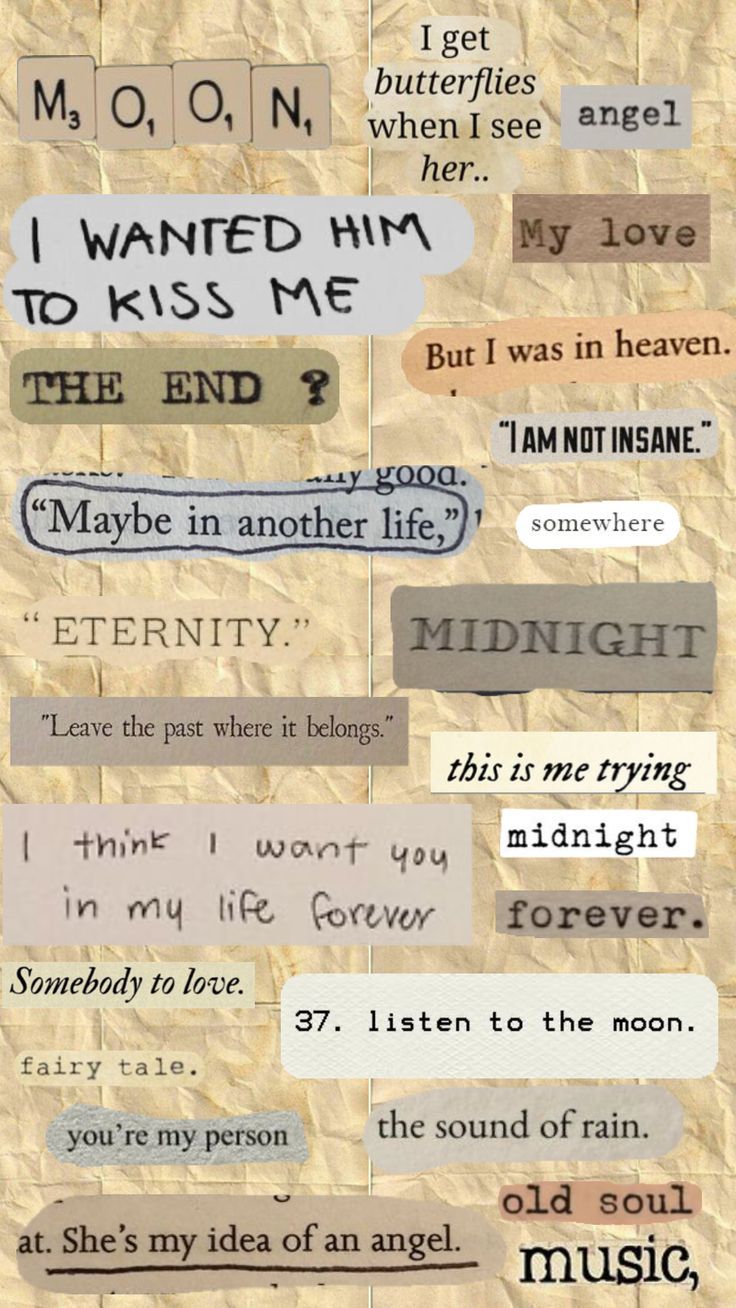 M3 O1 O1 N1
I get
butterflies
when I see
her..
angel
I WANTED HIM
TO KISS ME
My love
THE END ?
But I was in heaven.
"I AM NOT INSANE."
good.
"Maybe in another life,"
somewhere
"ETERNITY."
MIDNIGHT
"Leave the past where it belongs."
this is me trying
I think I want you
in my life forever
midnight
forever.
Somebody to love.
37. listen to the moon.
fairy tale.
you're my person
the sound of rain.
at. She's my idea of an angel.
old soul
music,